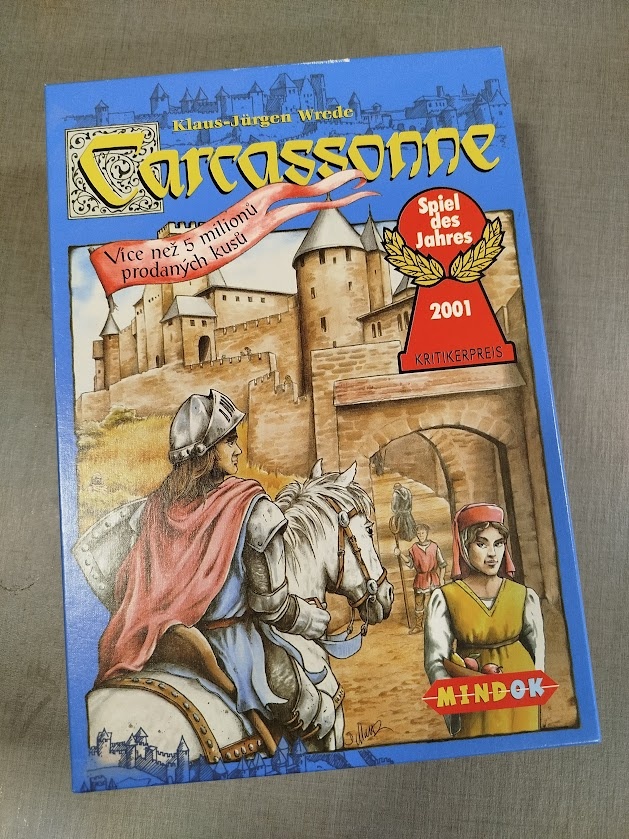 Klaus-Jürgen Wrede
Carcassonne
Více než 5 milionů
prodaných kusů
Spiel
des
Jahres
2001
KRITIKERPREIS
MINDOK